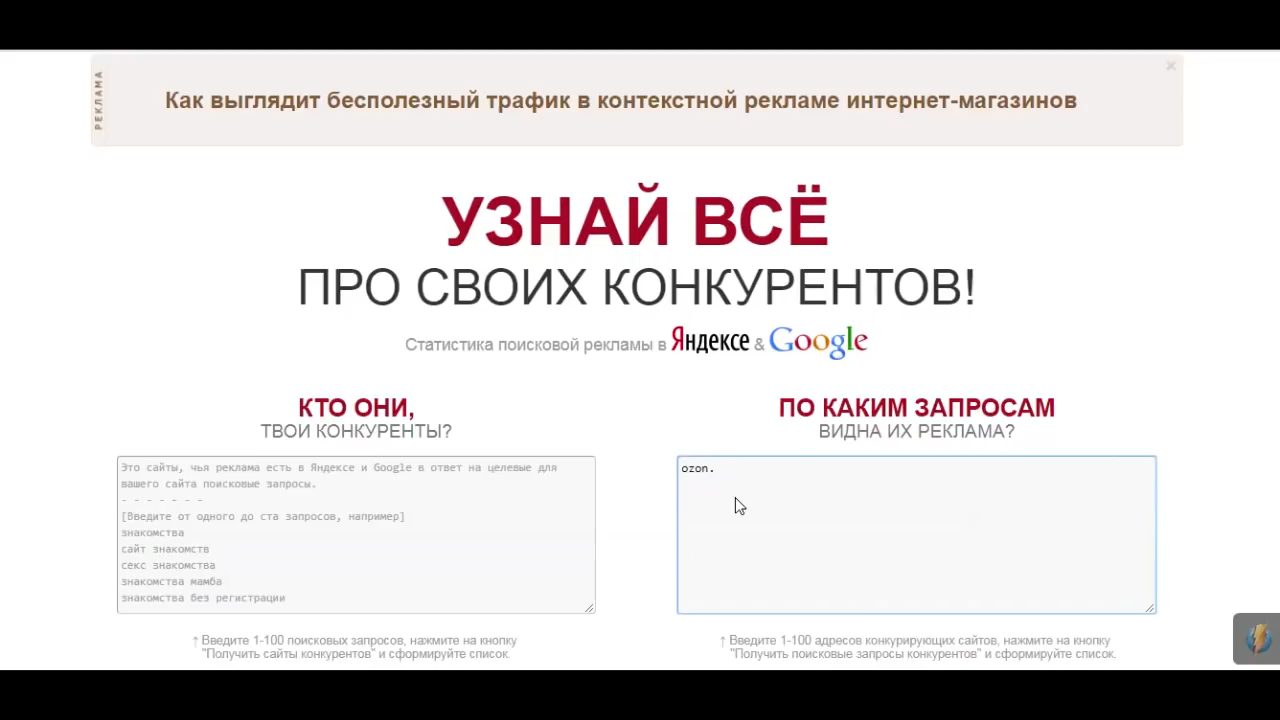 РЕКЛАМА
Как выглядит бесполезный трафик в контекстной рекламе интернет-магазинов
УЗНАЙ ВСЁ
ПРО СВОИХ КОНКУРЕНТОВ!
Статистика поисковой рекламы в Яндексе & Google
КТО ОНИ,
ТВОИ КОНКУРЕНТЫ?
Это сайты, чья реклама есть в Яндексе и Google в ответ на целевые для
вашего сайта поисковые запросы.
- - - - - - -
[Введите от одного до ста запросов, например]
знакомства
сайт знакомств
секс знакомства
знакомства мамба
знакомства без регистрации
↑ Введите 1-100 поисковых запросов, нажмите на кнопку
"Получить сайты конкурентов" и сформируйте список.
ПО КАКИМ ЗАПРОСАМ
ВИДНА ИХ РЕКЛАМА?
ozon.
↑ Введите 1-100 адресов конкурирующих сайтов, нажмите на кнопку
"Получить поисковые запросы конкурентов" и сформируйте список.